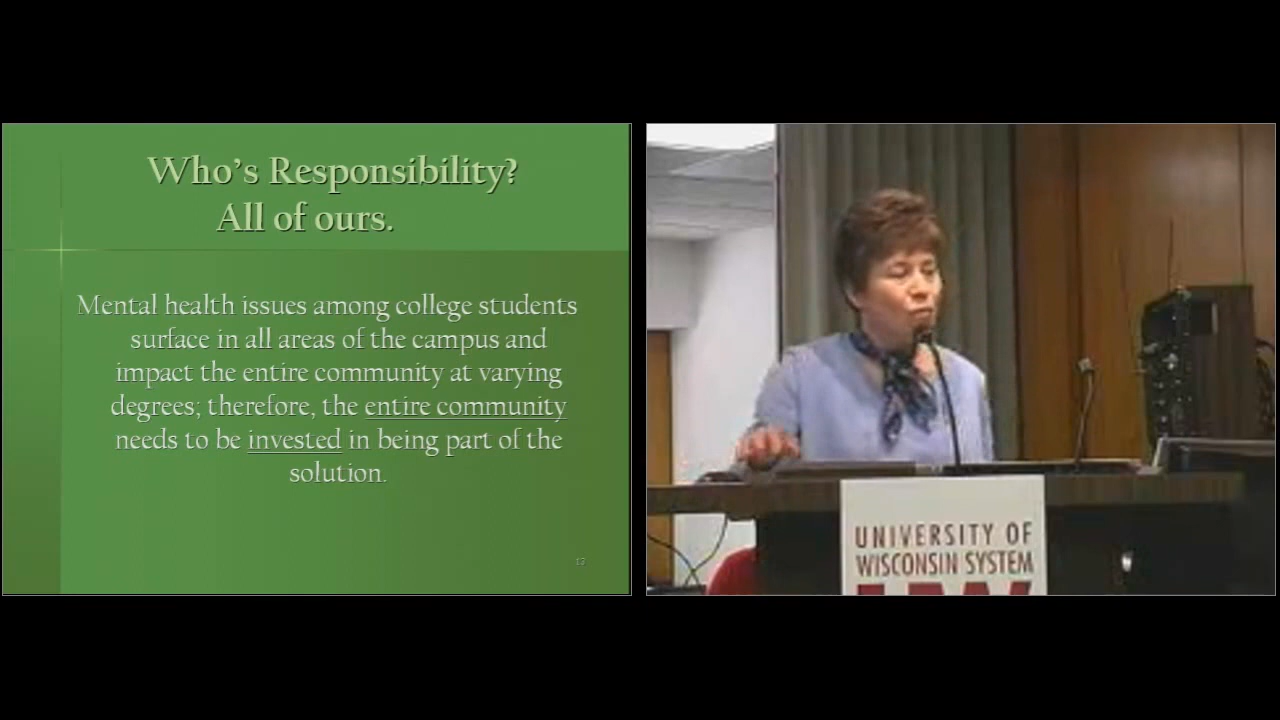 Who's Responsibility?
All of ours.
Mental health issues among college students
surface in all areas of the campus and
impact the entire community at varying
degrees; therefore, the entire community
needs to be invested in being part of the
solution.
UNIVERSITY OF
WISCONSIN SYSTEM